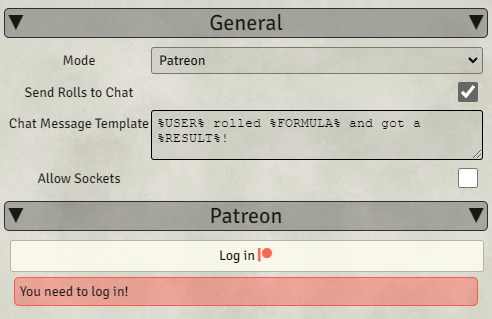 General
Mode
Patreon
Send Rolls to Chat
Chat Message Template
%USER% rolled %FORMULA% and got a
%RESULT%!
Allow Sockets
Patreon
Log in
You need to log in!